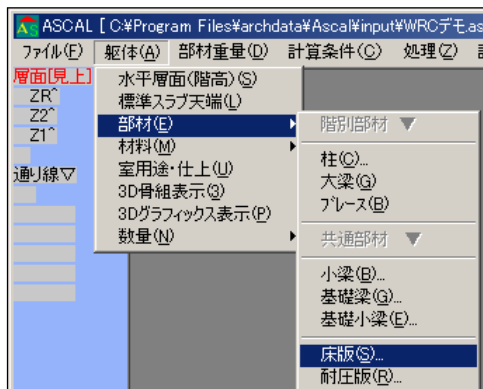 ASCAL [ C:¥Program Files¥archdata¥Ascal¥input¥WRCデモ.as
ファイル(F) 躯体(A) 部材重量(D) 計算条件(C) 処理(Z)
層面[見上]
ZR^
Z2^
Z1^
通り線▽
水平層面(階高)(S)
標準スラブ天端(L)
部材(E)
材料(M)
室用途・仕上(U)
3D骨組表示(3)
3Dグラフィックス表示(P)
数量(N)
階別部材 ▼
柱(C)...
大梁(G)
ブレース(B)
共通部材 ▼
小梁(B)...
基礎梁(G)...
基礎小梁(E)...
床版(S)...
耐圧版(R)...